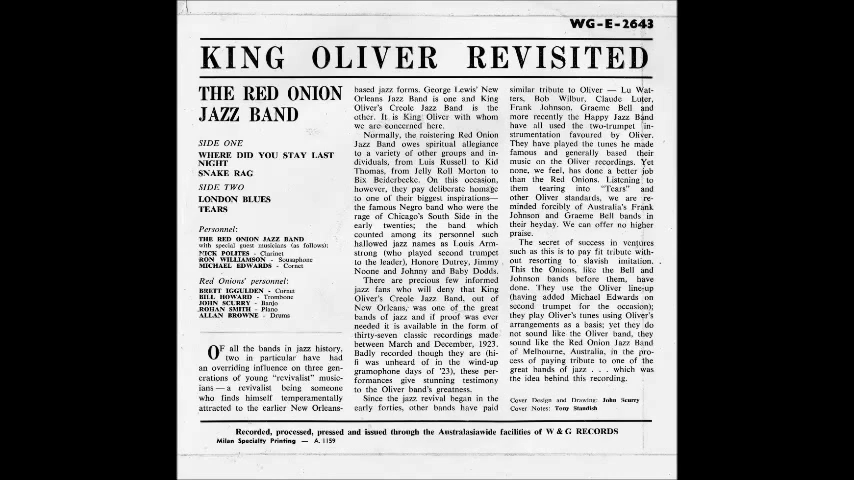 WG-E-2643
KING OLIVER REVISITED
THE RED ONION
JAZZ BAND
SIDE ONE
WHERE DID YOU STAY LAST
NIGHT
SNAKE RAG
SIDE TWO
LONDON BLUES
TEARS
Personnel:
THE RED ONION JAZZ BAND
with special guest musicians (as follows):
NICK POLITES - Clarinet
RON WILLIAMSON - Sousaphone
MICHAEL EDWARDS - Cornet
Red Onions' personnel:
BRETT IGGULDEN - Cornet
BILL HOWARD - Trombone
JOHN SCURRY - Banjo
ROHAN SMITH - Piano
ALLAN BROWNE - Drums
OF all the bands in jazz history,
two in particular have had
an overriding influence on three gen-
erations of young "revivalist" music-
ians — a revivalist being someone
who finds himself temperamentally
attracted to the earlier New Orleans-
based jazz forms. George Lewis' New
Orleans Jazz Band is one and King
Oliver's Creole Jazz Band is the
other. It is King Oliver with whom
we are concerned here.
Normally, the roistering Red Onion
Jazz Band owes spiritual allegiance
to a variety of other groups and in-
dividuals, from Luis Russell to Kid
Thomas, from Jelly Roll Morton to
Bix Beiderbecke. On this occasion,
however, they pay deliberate homage
to one of their biggest inspirations—
the famous Negro band who were the
rage of Chicago's South Side in the
early twenties; the band which
counted among its personnel such
hallowed jazz names as Louis Arm-
strong (who played second trumpet
to the leader), Honore Dutrey, Jimmy
Noone and Johnny and Baby Dodds.
There are precious few informed
jazz fans who will deny that King
Oliver's Creole Jazz Band, out of
New Orleans, was one of the great
bands of jazz and if proof was ever
needed it is available in the form of
thirty-seven classic recordings made
between March and December, 1923.
Badly recorded though they are (hi-
fi was unheard of in the wind-up
gramophone days of '23), these per-
formances give stunning testimony
to the Oliver band's greatness.
Since the jazz revival began in the
early forties, other bands have paid
similar tribute to Oliver — Lu Wat-
ters, Bob Wilbur, Claude Luter,
Frank Johnson, Graeme Bell and
more recently the Happy Jazz Band
have all used the two-trumpet in-
strumentation favoured by Oliver.
They have played the tunes he made
famous and generally based their
music on the Oliver recordings. Yet
none, we feel, has done a better job
than the Red Onions. Listening to
them tearing into "Tears" and
other Oliver standards, we are re-
minded forcibly of Australia's Frank
Johnson and Graeme Bell bands in
their heyday. We can offer no higher
praise.
The secret of success in ventures
such as this is to pay fit tribute with-
out resorting to slavish imitation.
This the Onions, like the Bell and
Johnson bands before them, have
done. They use the Oliver line-up
(having added Michael Edwards on
second trumpet for the occasion);
they play Oliver's tunes using Oliver's
arrangements as a basis; yet they do
not sound like the Oliver band, they
sound like the Red Onion Jazz Band
of Melbourne, Australia, in the pro-
cess of paying tribute to one of the
great bands of jazz . . . which was
the idea behind this recording.
Cover Design and Drawing: John Scurry
Cover Notes: Tony Standish
Recorded, processed, pressed and issued through the Australasiawide facilities of W & G RECORDS
Milan Specialty Printing — A. 1159